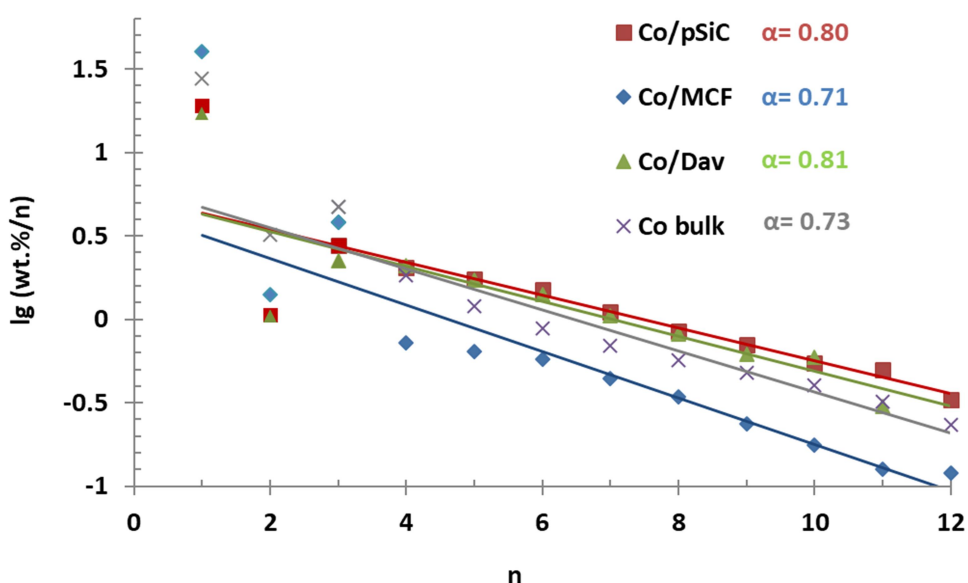 Co/pSiC α= 0.80
Co/MCF α= 0.71
Co/Dav α= 0.81
Co bulk α= 0.73
lg (wt.%/n)
1.5
1
0.5
0
-0.5
-1
0 2 4 6 8 10 12
n